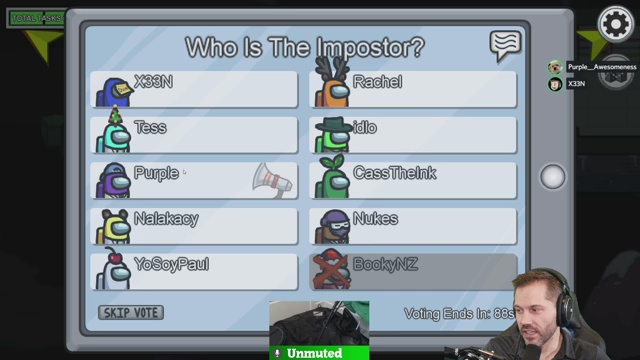 TOTAL TASKS
Who Is The Impostor?
X33N
Rachel
Tess
idlo
Purple
CassTheInk
Nalakacy
Nukes
YoSoyPaul
BookyNZ
SKIP VOTE
Voting Ends In: 88s
Purple__Awesomeness
X33N
Unmuted